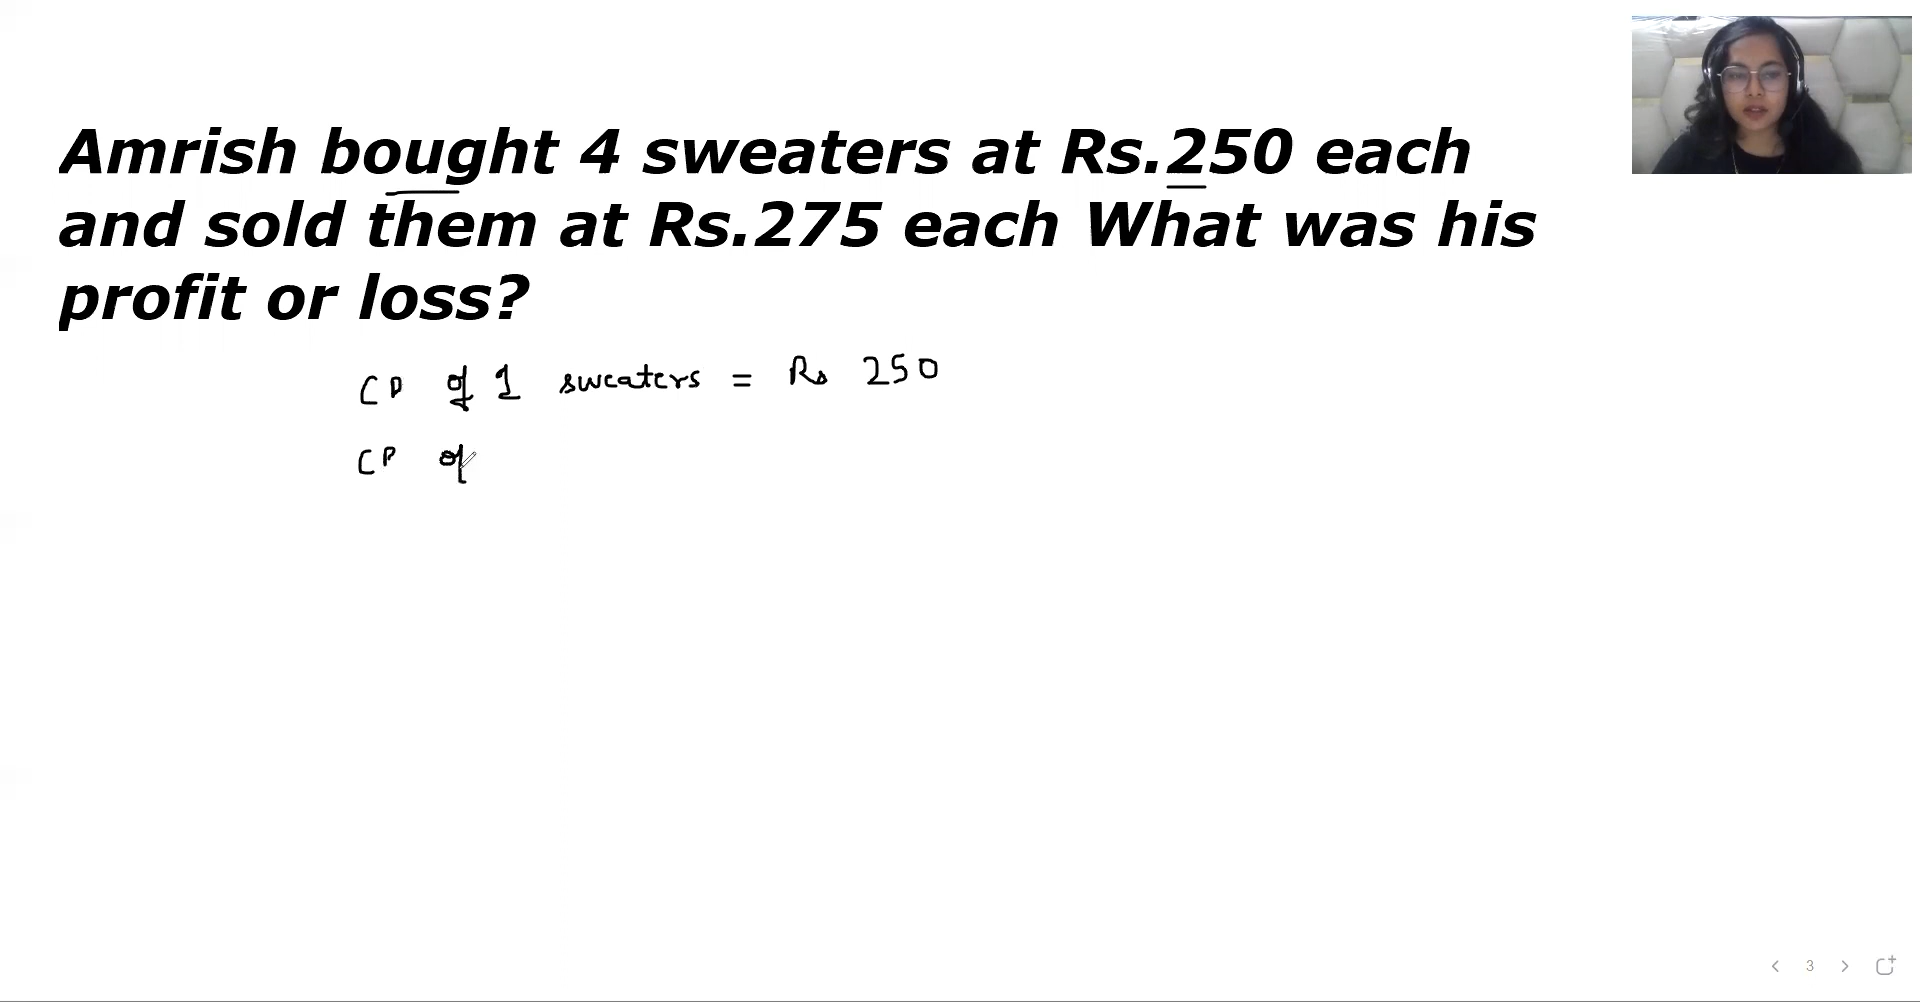 Amrish bought 4 sweaters at Rs.250 each
and sold them at Rs.275 each What was his
profit or loss?
CP of 1 sweaters = Rs 250
CP of
3